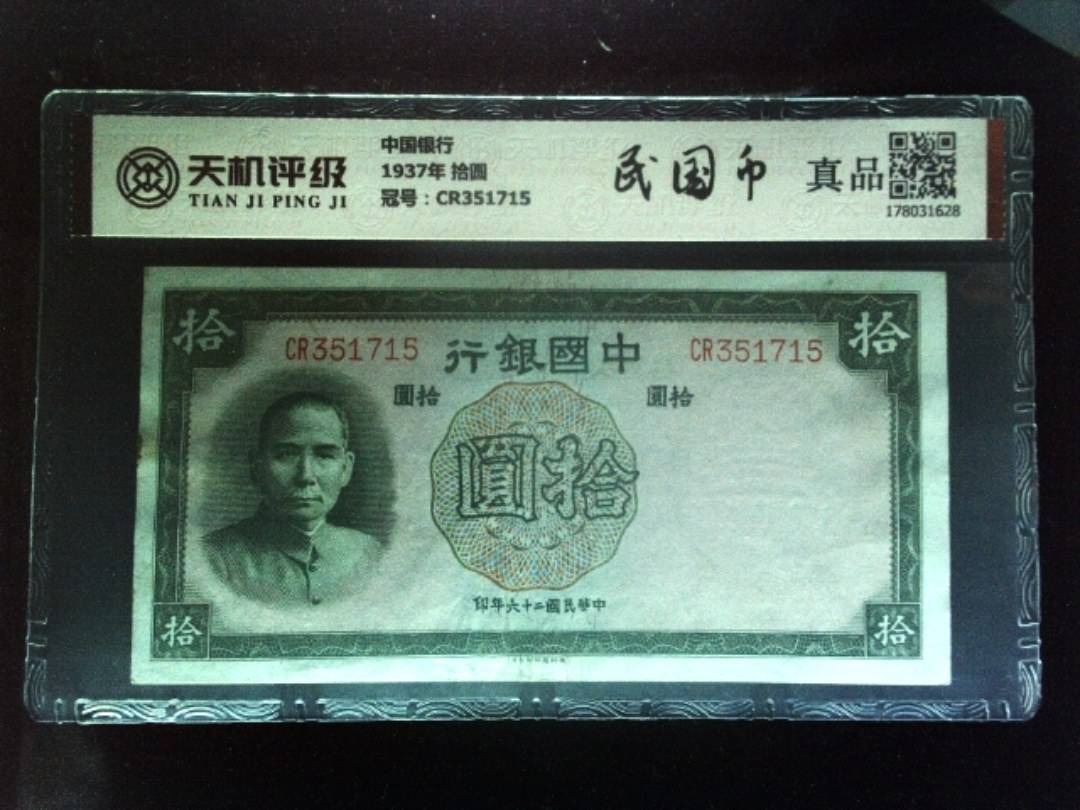 天机评级
TIAN JI PING JI
中国银行
1937年 拾圆
冠号：CR351715
民国币
真品
178031628
拾
CR351715
行銀國中
CR351715
拾
圓拾
圓拾
圓拾
印年六十二國民華中
拾
拾